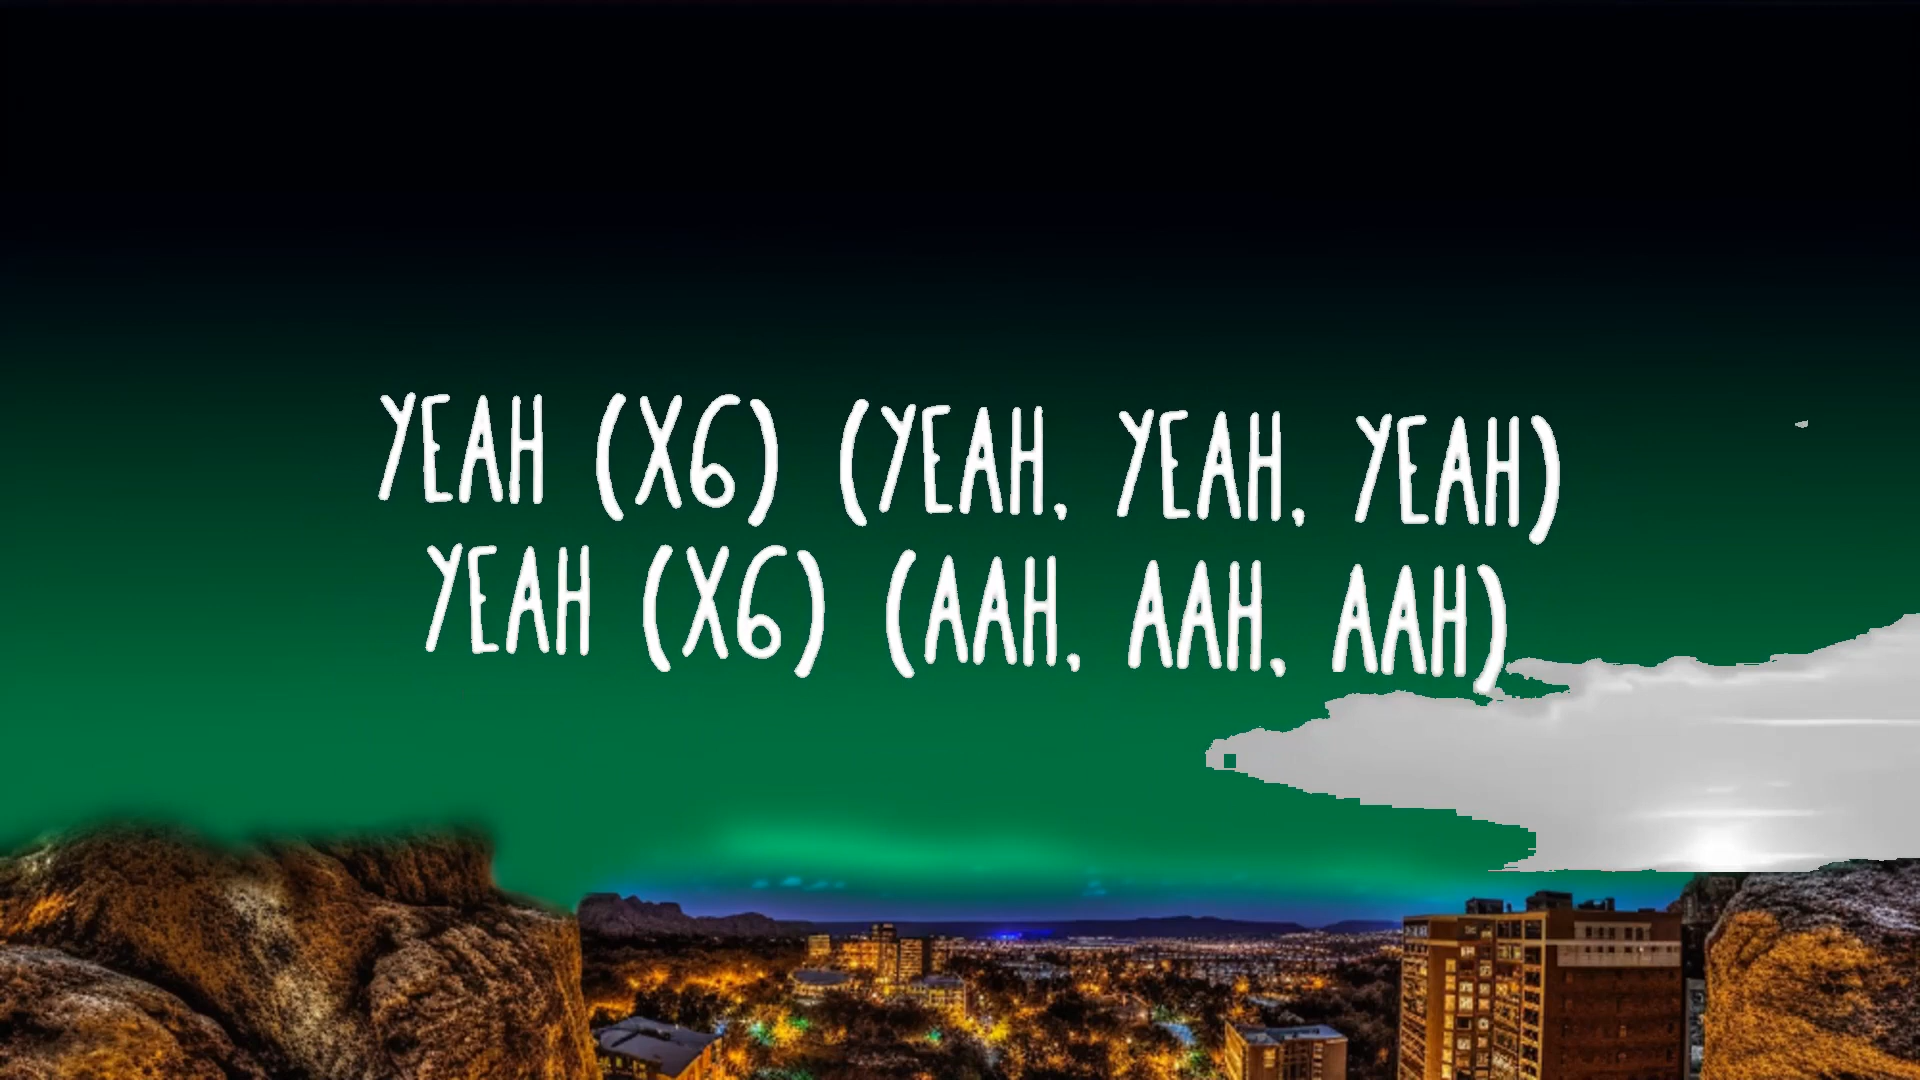 YEAH (X6) (YEAH, YEAH, YEAH)
YEAH (X6) (AAH, AAH, AAH)